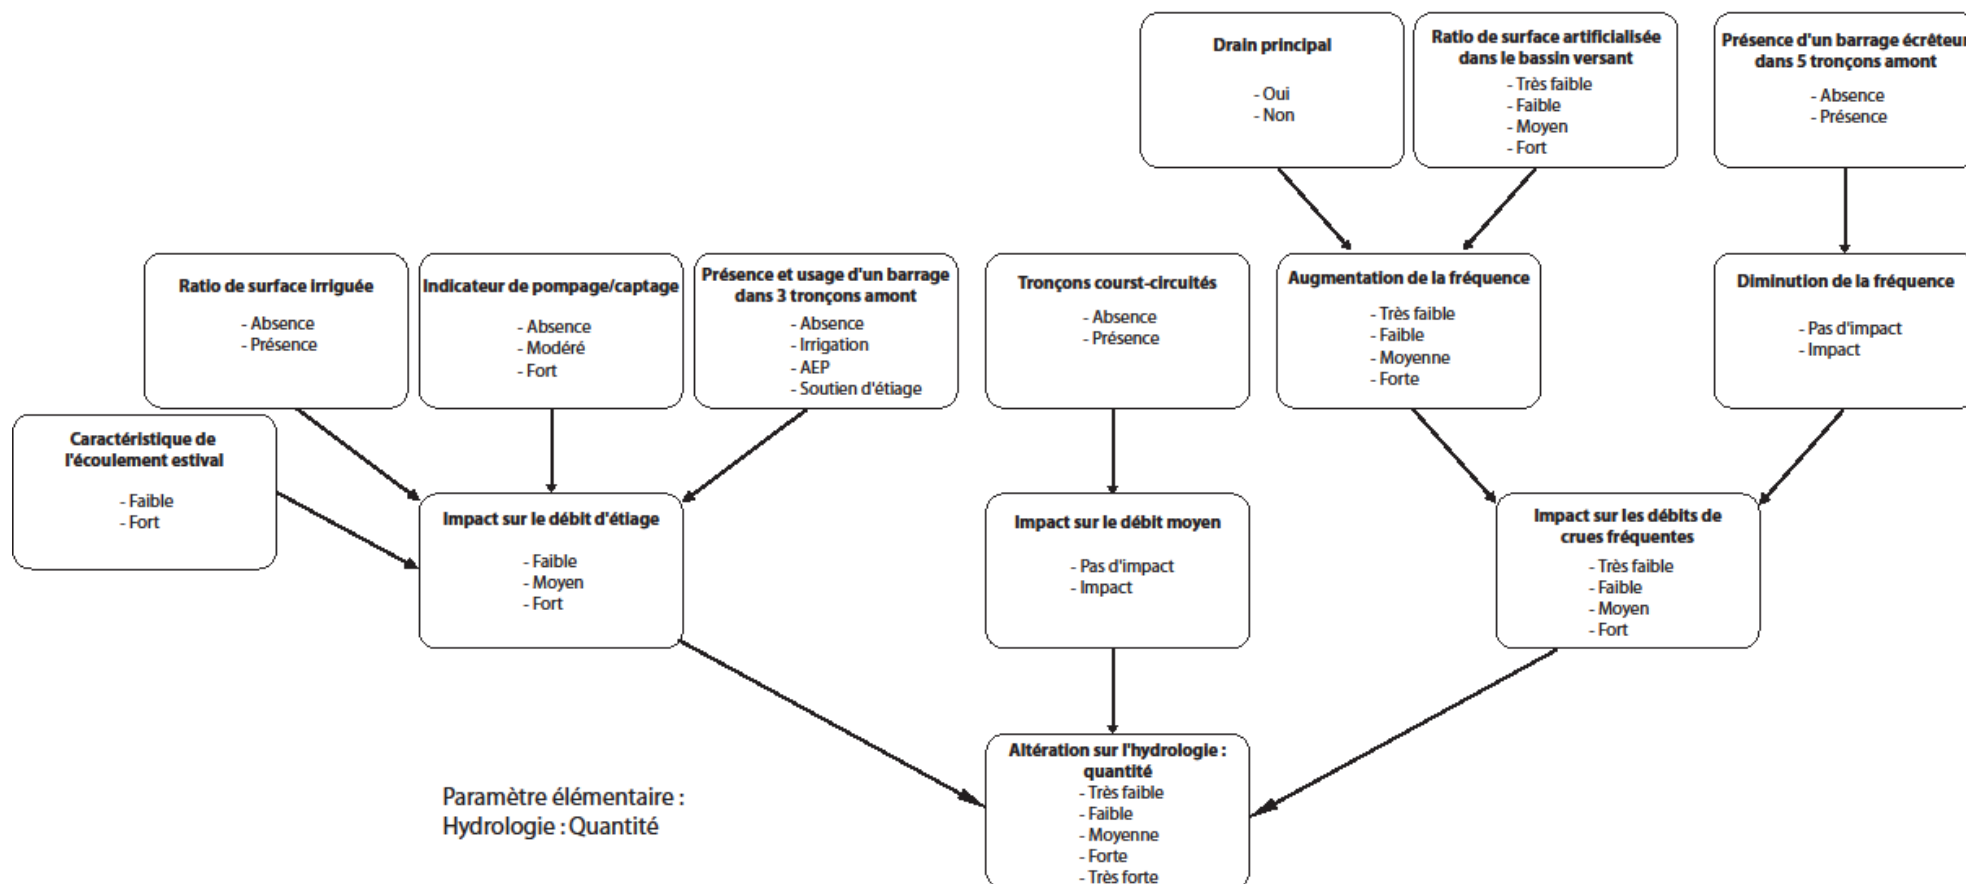 Drain principal
- Oui
- Non
Ratio de surface artificialisée
dans le bassin versant
- Très faible
- Faible
- Moyen
- Fort
Présence d'un barrage écrêteur
dans 5 tronçons amont
- Absence
- Présence
Ratio de surface irriguée
- Absence
- Présence
Indicateur de pompage/captage
- Absence
- Modéré
- Fort
Présence et usage d'un barrage
dans 3 tronçons amont
- Absence
- Irrigation
- AEP
- Soutien d'étiage
Tronçons courst-circuités
- Absence
- Présence
Augmentation de la fréquence
- Très faible
- Faible
- Moyenne
- Forte
Diminution de la fréquence
- Pas d'impact
- Impact
Caractéristique de
l'écoulement estival
- Faible
- Fort
Impact sur le débit d'étiage
- Faible
- Moyen
- Fort
Impact sur le débit moyen
- Pas d'impact
- Impact
Impact sur les débits de
crues fréquentes
- Très faible
- Faible
- Moyen
- Fort
Altération sur l'hydrologie :
quantité
- Très faible
- Faible
- Moyenne
- Forte
- Très forte
Paramètre élémentaire :
Hydrologie : Quantité